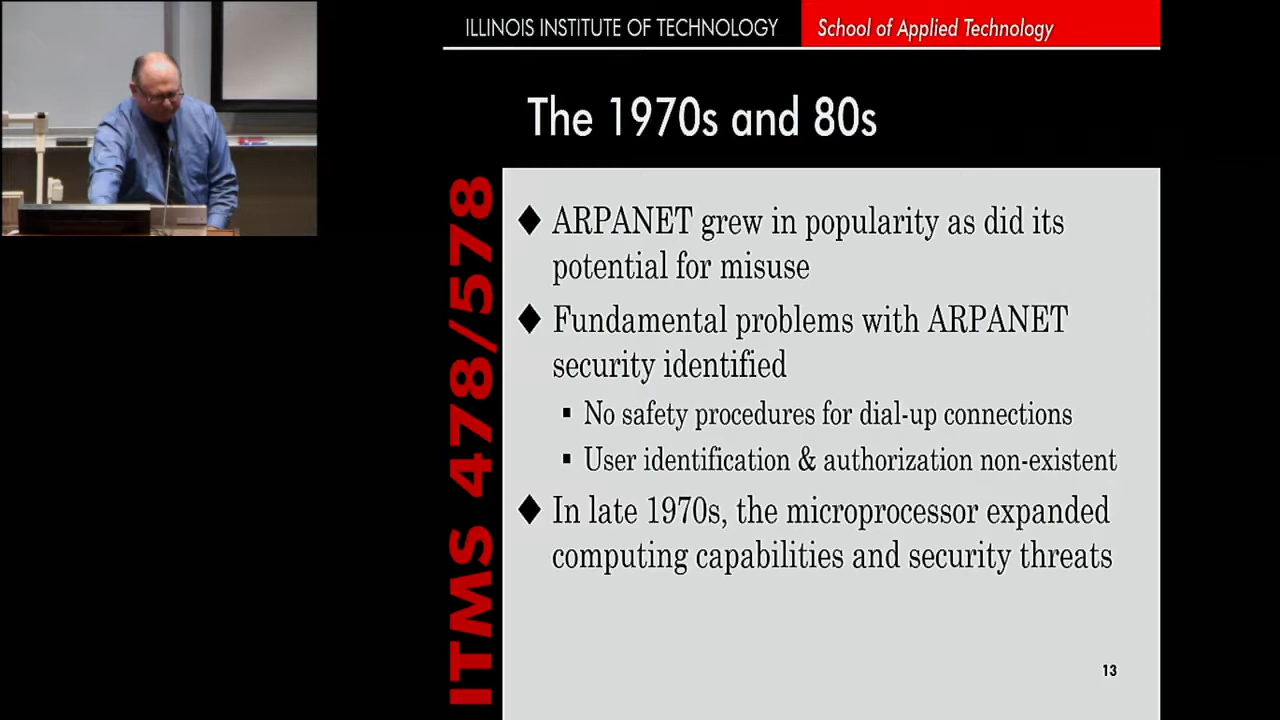 ILLINOIS INSTITUTE OF TECHNOLOGY School of Applied Technology
The 1970s and 80s
ITMS 478/578
◆ ARPANET grew in popularity as did its
potential for misuse
◆ Fundamental problems with ARPANET
security identified
▪ No safety procedures for dial-up connections
▪ User identification & authorization non-existent
◆ In late 1970s, the microprocessor expanded
computing capabilities and security threats
13